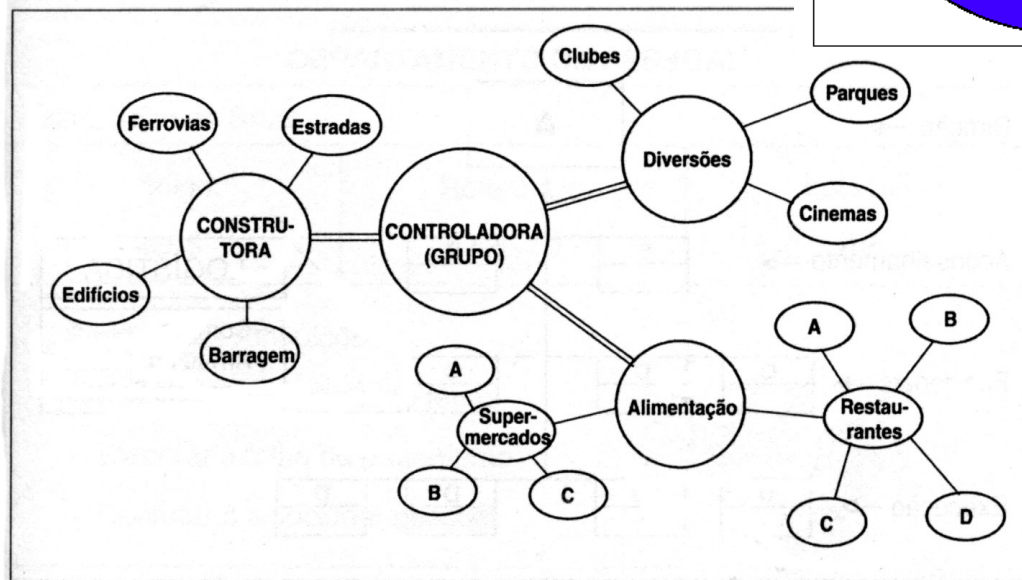 Clubes
Parques
Ferrovias
Estradas
Diversões
CONSTRU-
TORA
CONTROLADORA
(GRUPO)
Cinemas
Edifícios
Barragem
A
Super-
mercados
B
C
Alimentação
A
B
Restau-
rantes
C
D